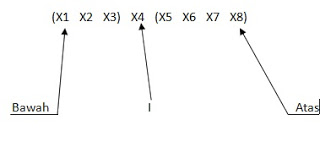 (X1 X2 X3) X4 (X5 X6 X7 X8)
Bawah I Atas